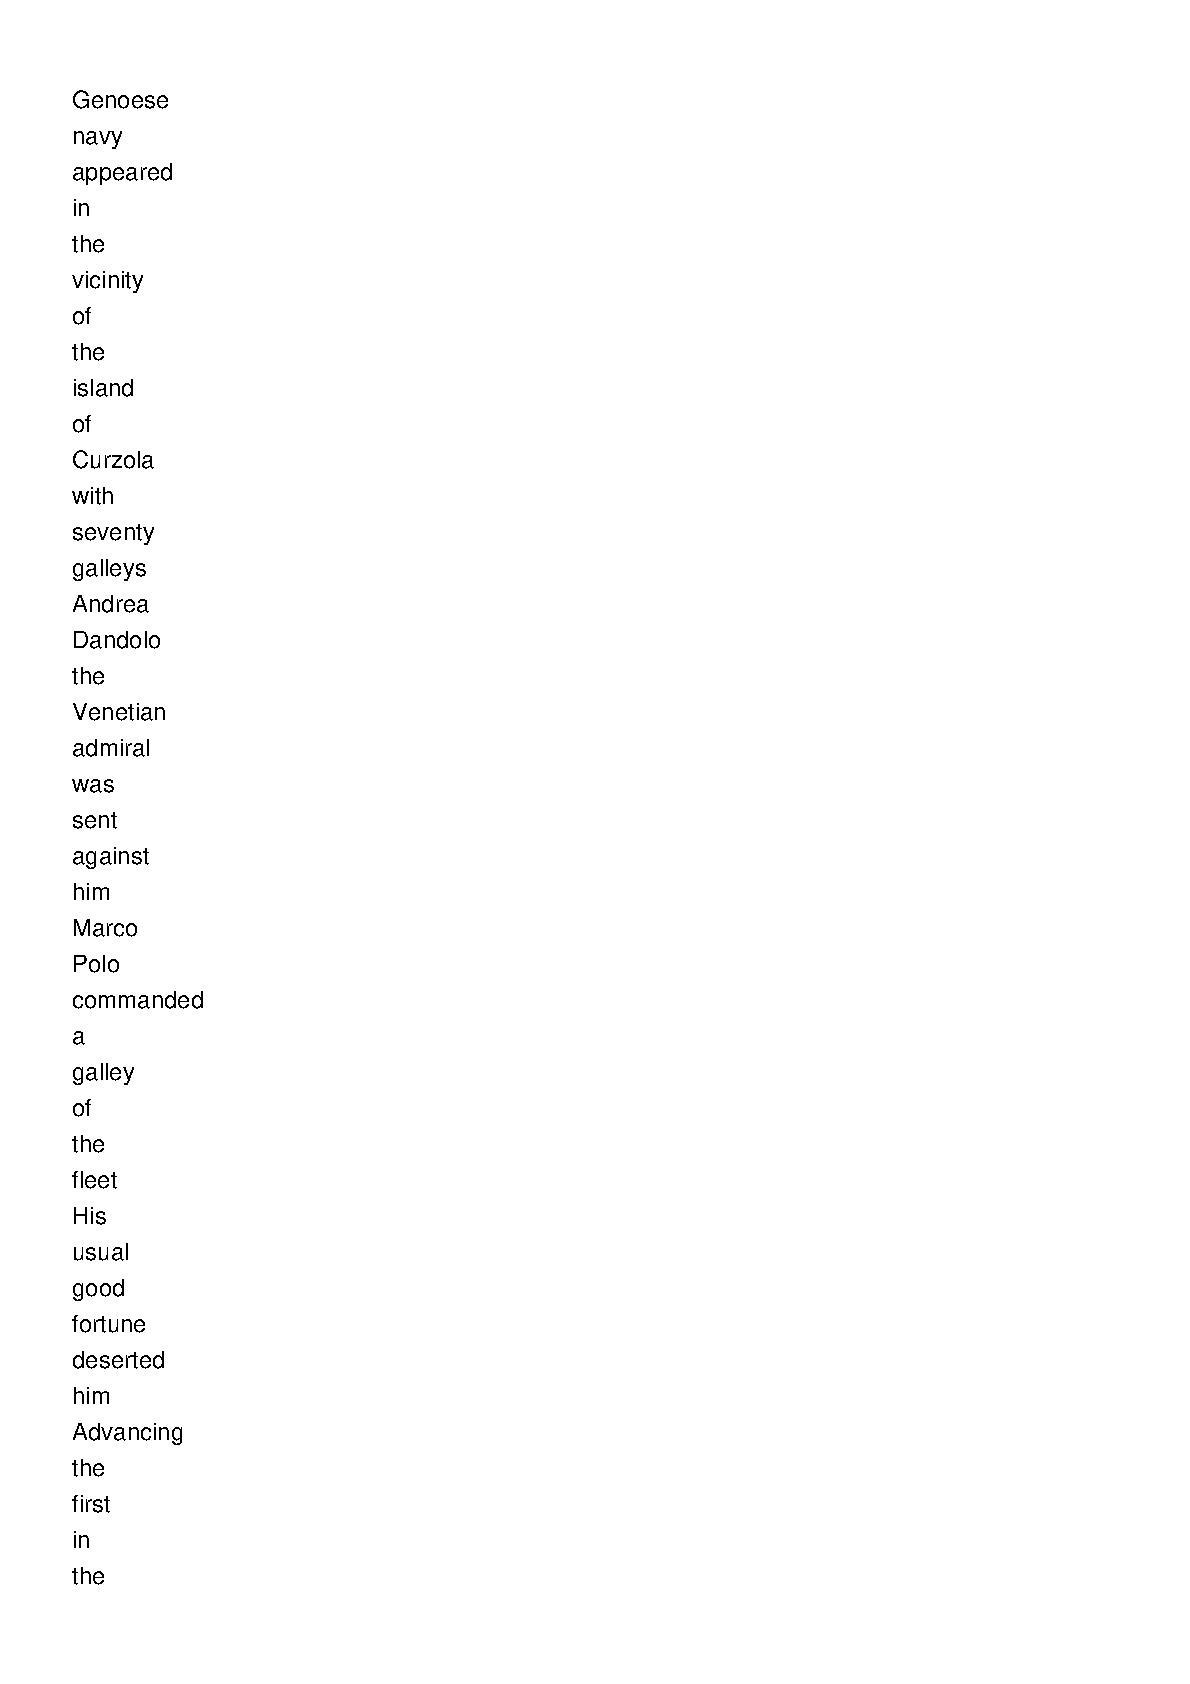 Genoese
navy
appeared
in
the
vicinity
of
the
island
of
Curzola
with
seventy
galleys
Andrea
Dandolo
the
Venetian
admiral
was
sent
against
him
Marco
Polo
commanded
a
galley
of
the
fleet
His
usual
good
fortune
deserted
him
Advancing
the
first
in
the